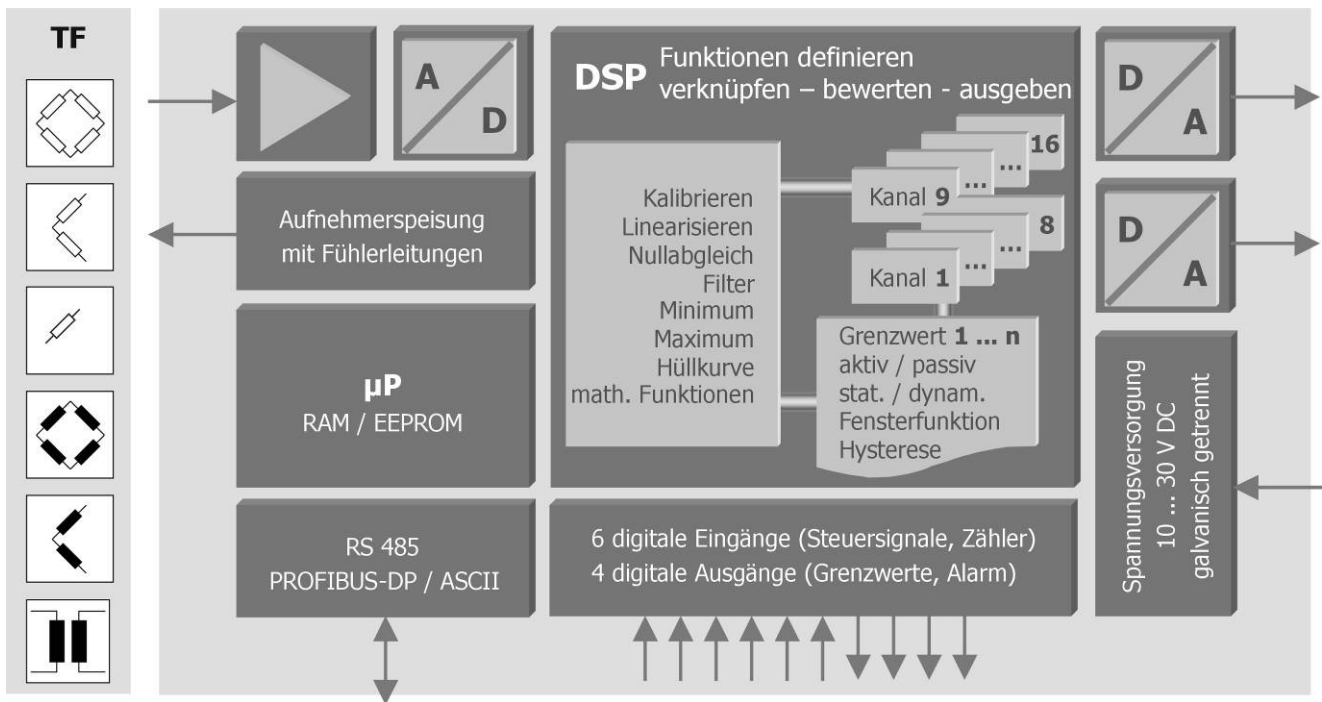 TF
A
D
Aufnehmerspeisung
mit Fühlerleitungen
µP
RAM / EEPROM
RS 485
PROFIBUS-DP / ASCII
DSP
Funktionen definieren
verknüpfen – bewerten - ausgeben
Kalibrieren
Linearisieren
Nullabgleich
Filter
Minimum
Maximum
Hüllkurve
math. Funktionen
16
...
...
Kanal 9
8
...
...
Kanal 1
Grenzwert 1 ... n
aktiv / passiv
stat. / dynam.
Fensterfunktion
Hysterese
6 digitale Eingänge (Steuersignale, Zähler)
4 digitale Ausgänge (Grenzwerte, Alarm)
D
A
D
A
Spannungsversorgung
10 ... 30 V DC
galvanisch getrennt